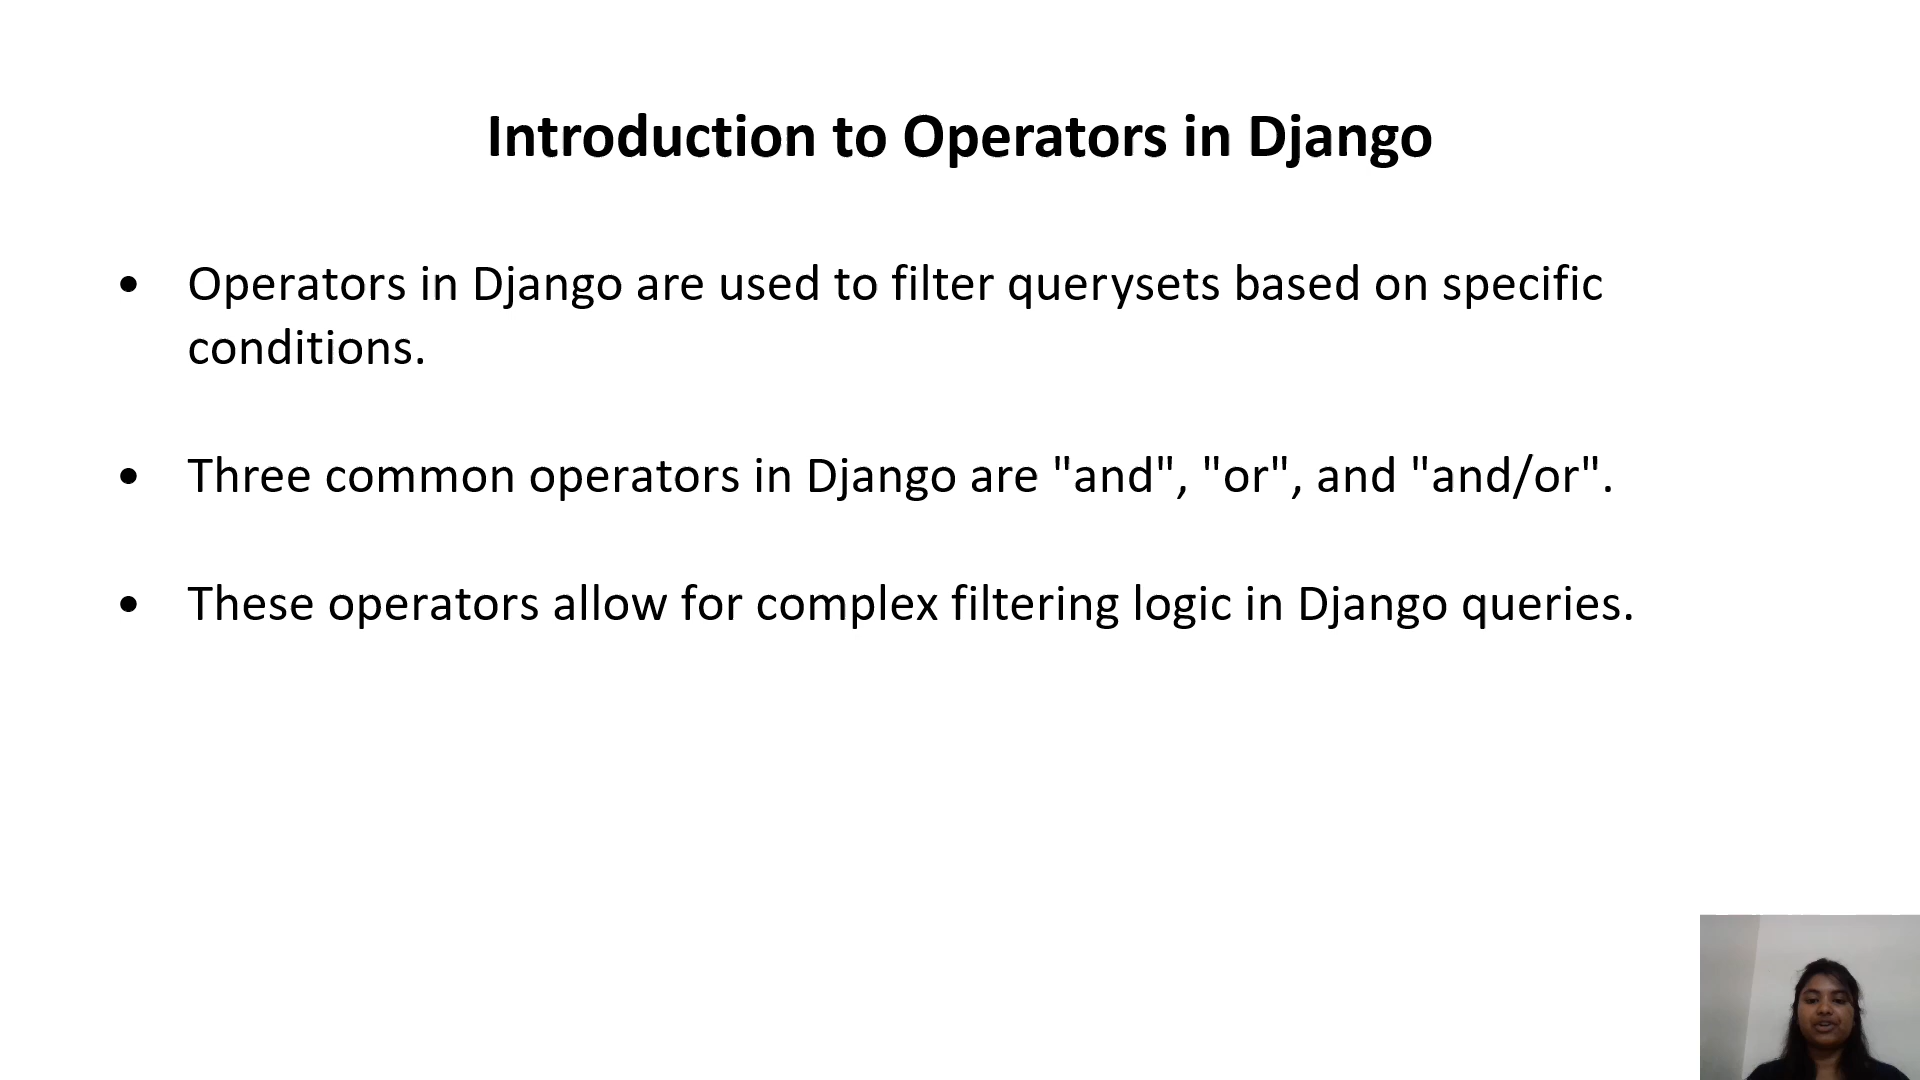 Introduction to Operators in Django
• Operators in Django are used to filter querysets based on specific
conditions.
• Three common operators in Django are "and", "or", and "and/or".
• These operators allow for complex filtering logic in Django queries.